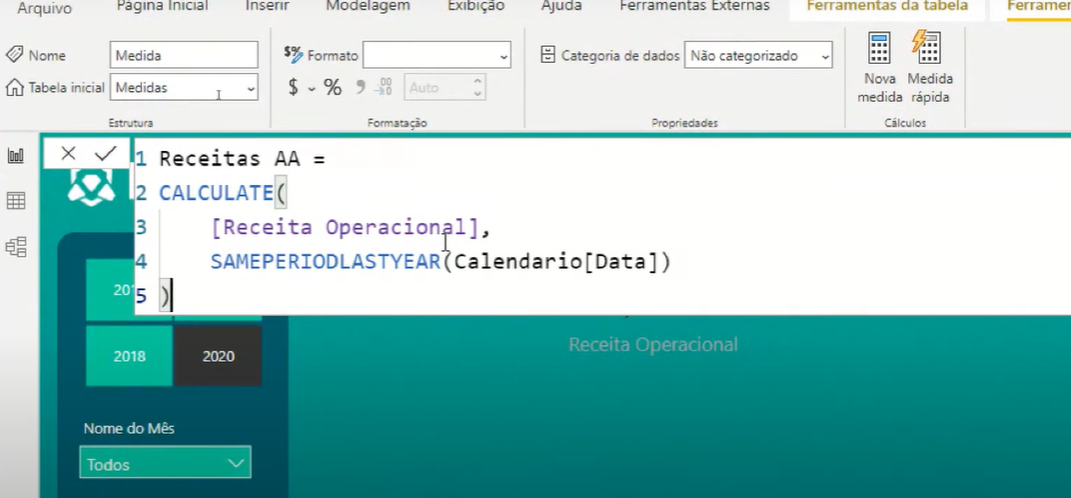 Arquivo
Página Inicial
Inserir
Modelagem
Exibição
Ajuda
Ferramentas Externas
Ferramentas da tabela
Nome
Medida
Tabela inicial
Medidas
Estrutura
$% Formato
$ % 9 .00
Auto
Formatação
Categoria de dados
Não categorizado
Propriedades
Nova medida
Medida rápida
Cálculos
1 Receitas AA =
2 CALCULATE(
3 [Receita Operacional],
4 SAMEPERIODLASTYEAR(Calendario[Data])
5 )
2018
2020
Receita Operacional
Nome do Mês
Todos